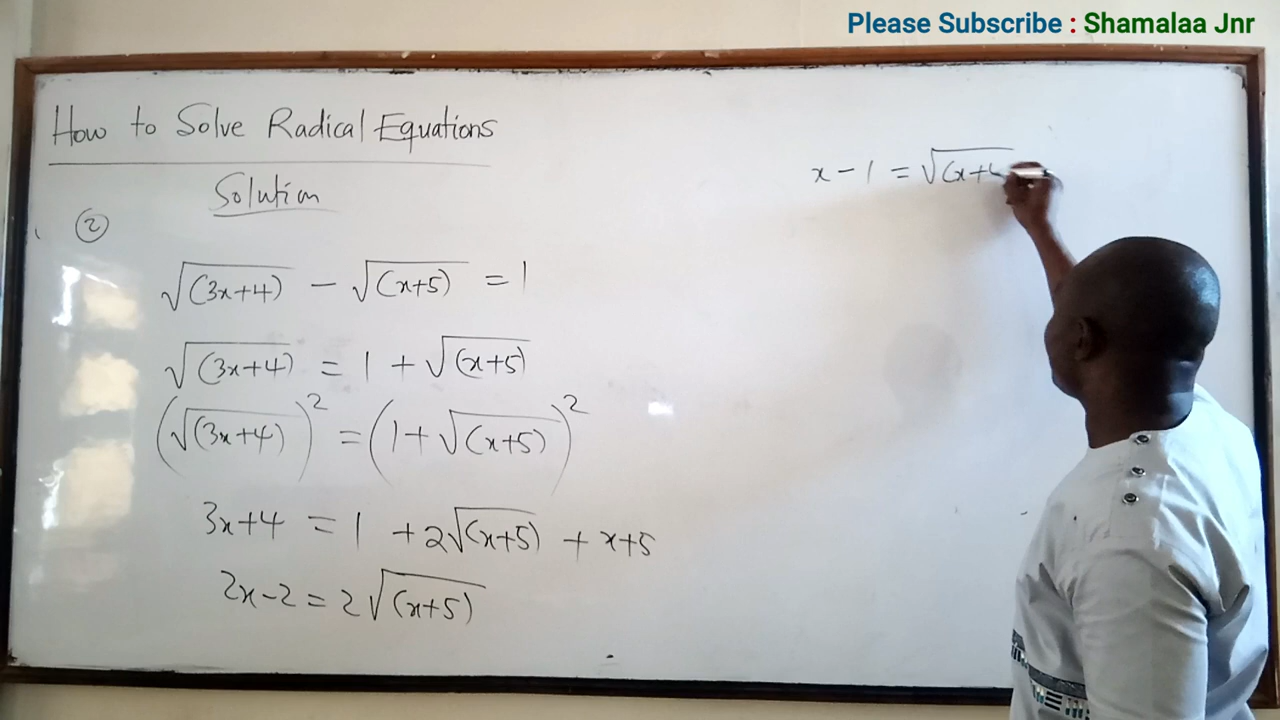 Please Subscribe : Shamalaa Jnr
How to Solve Radical Equations
Solution
②
√(3x+4) − √(x+5) = 1
√(3x+4) = 1 + √(x+5)
(√(3x+4))² = (1+√(x+5))²
3x+4 = 1 + 2√(x+5) + x+5
2x−2 = 2√(x+5)
x − 1 = √(x+